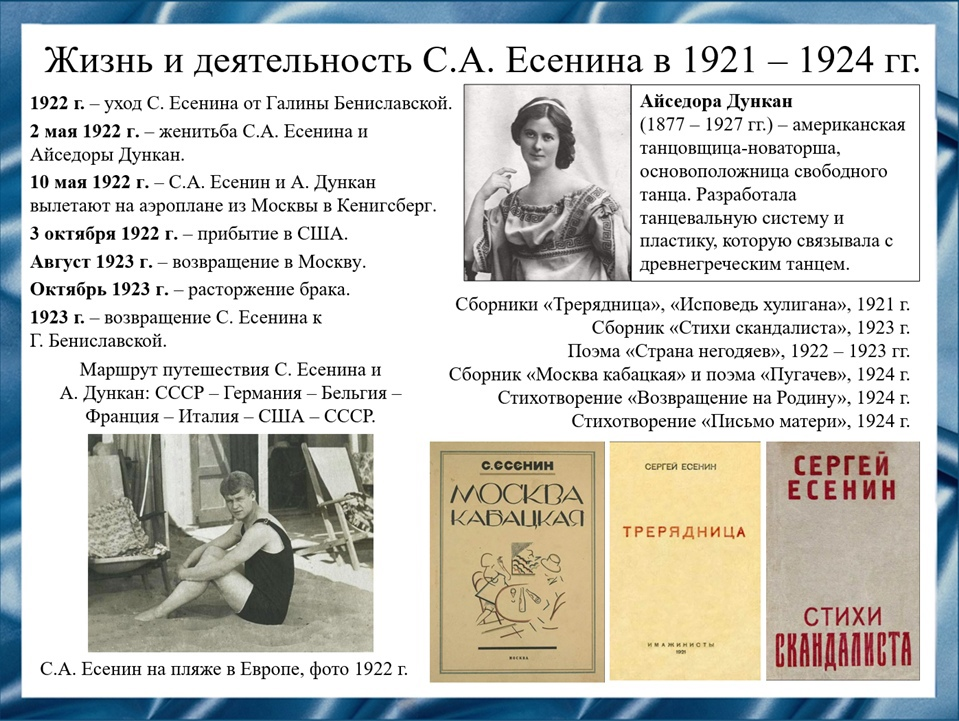 Жизнь и деятельность С.А. Есенина в 1921 – 1924 гг.
1922 г. – уход С. Есенина от Галины Бениславской.
2 мая 1922 г. – женитьба С.А. Есенина и
Айседоры Дункан.
10 мая 1922 г. – С.А. Есенин и А. Дункан
вылетают на аэроплане из Москвы в Кенигсберг.
3 октября 1922 г. – прибытие в США.
Август 1923 г. – возвращение в Москву.
Октябрь 1923 г. – расторжение брака.
1923 г. – возвращение С. Есенина к
Г. Бениславской.
Маршрут путешествия С. Есенина и
А. Дункан: СССР – Германия – Бельгия –
Франция – Италия – США – СССР.
С.А. Есенин на пляже в Европе, фото 1922 г.
Айседора Дункан
(1877 – 1927 гг.) – американская
танцовщица-новаторша,
основоположница свободного
танца. Разработала
танцевальную систему и
пластику, которую связывала с
древнегреческим танцем.
Сборники «Трерядница», «Исповедь хулигана», 1921 г.
Сборник «Стихи скандалиста», 1923 г.
Поэма «Страна негодяев», 1922 – 1923 гг.
Сборник «Москва кабацкая» и поэма «Пугачев», 1924 г.
Стихотворение «Возвращение на Родину», 1924 г.
Стихотворение «Письмо матери», 1924 г.
С. ЕСЕНИН
МОСКВА
КАБАЦКАЯ
МОСКВА
СЕРГЕЙ ЕСЕНИН
ТРЕРЯДНИЦА
ИМАЖИНИСТЫ
1921
СЕРГЕЙ
ЕСЕНИН
СТИХИ
СКАНДАЛИСТА